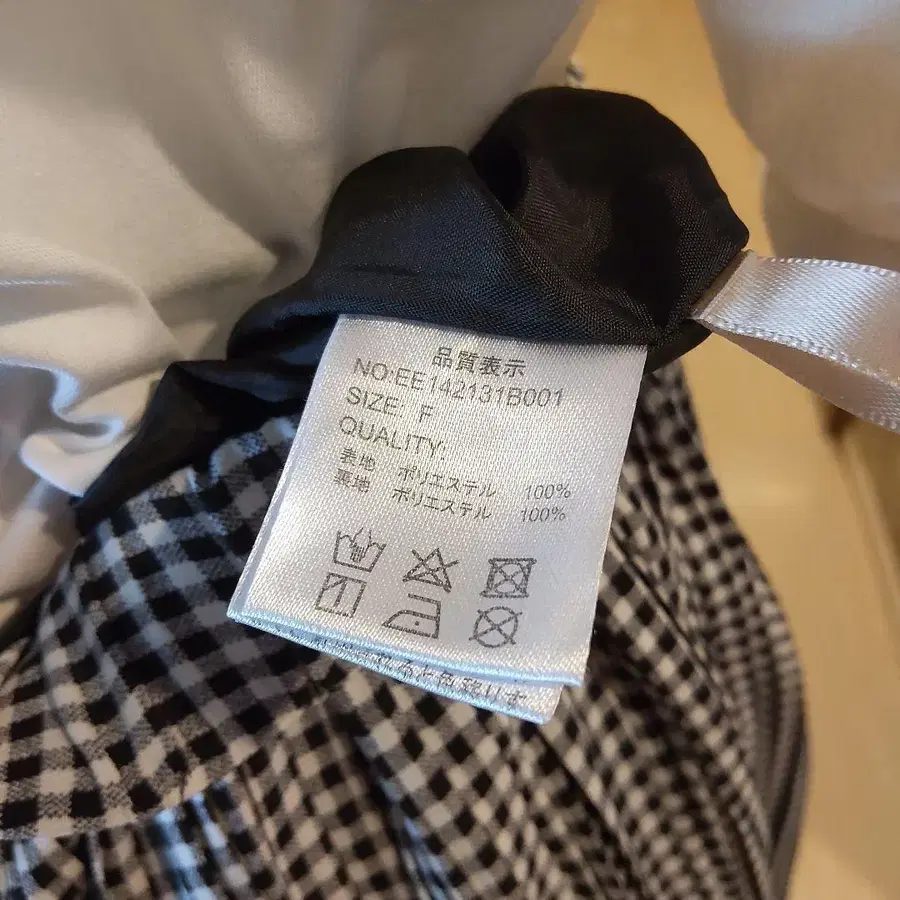 品質表示
NO:EE142131B001
SIZE: F
QUALITY:
表地 ポリエステル 100%
裏地 ポリエステル 100%